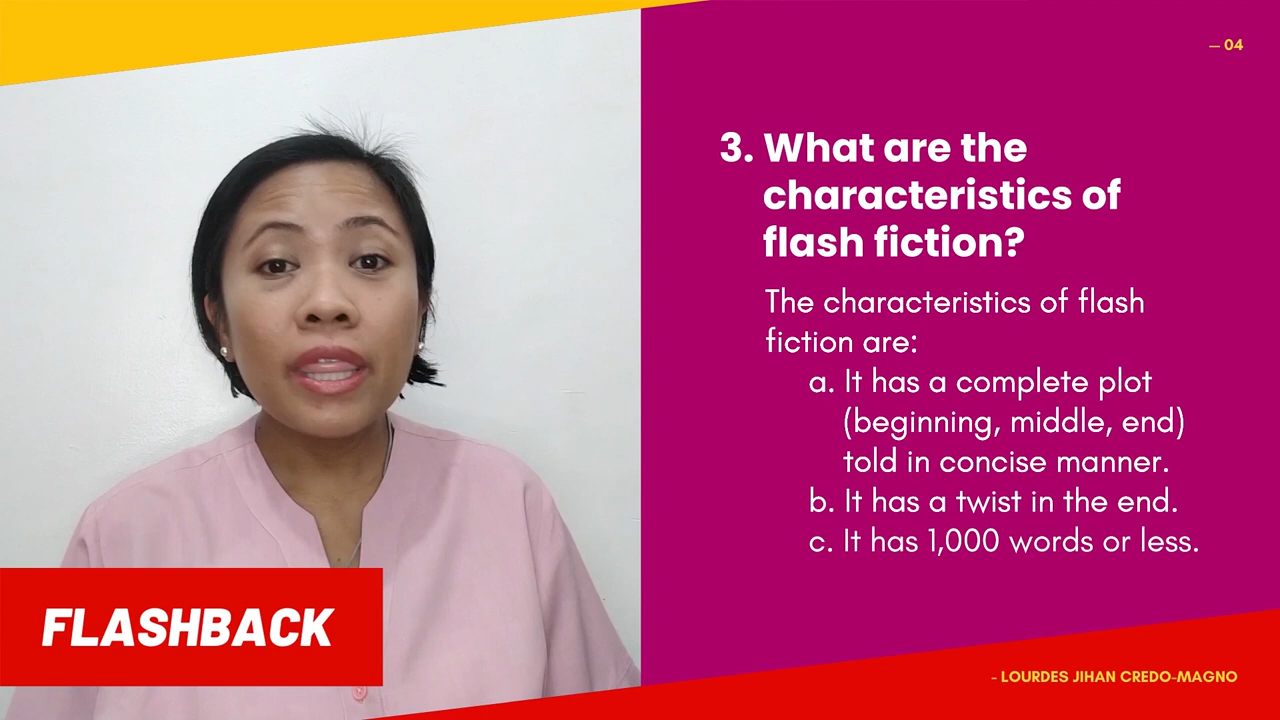 — 04
3. What are the
characteristics of
flash fiction?
The characteristics of flash
fiction are:
a. It has a complete plot
(beginning, middle, end)
told in concise manner.
b. It has a twist in the end.
c. It has 1,000 words or less.
FLASHBACK
- LOURDES JIHAN CREDO-MAGNO